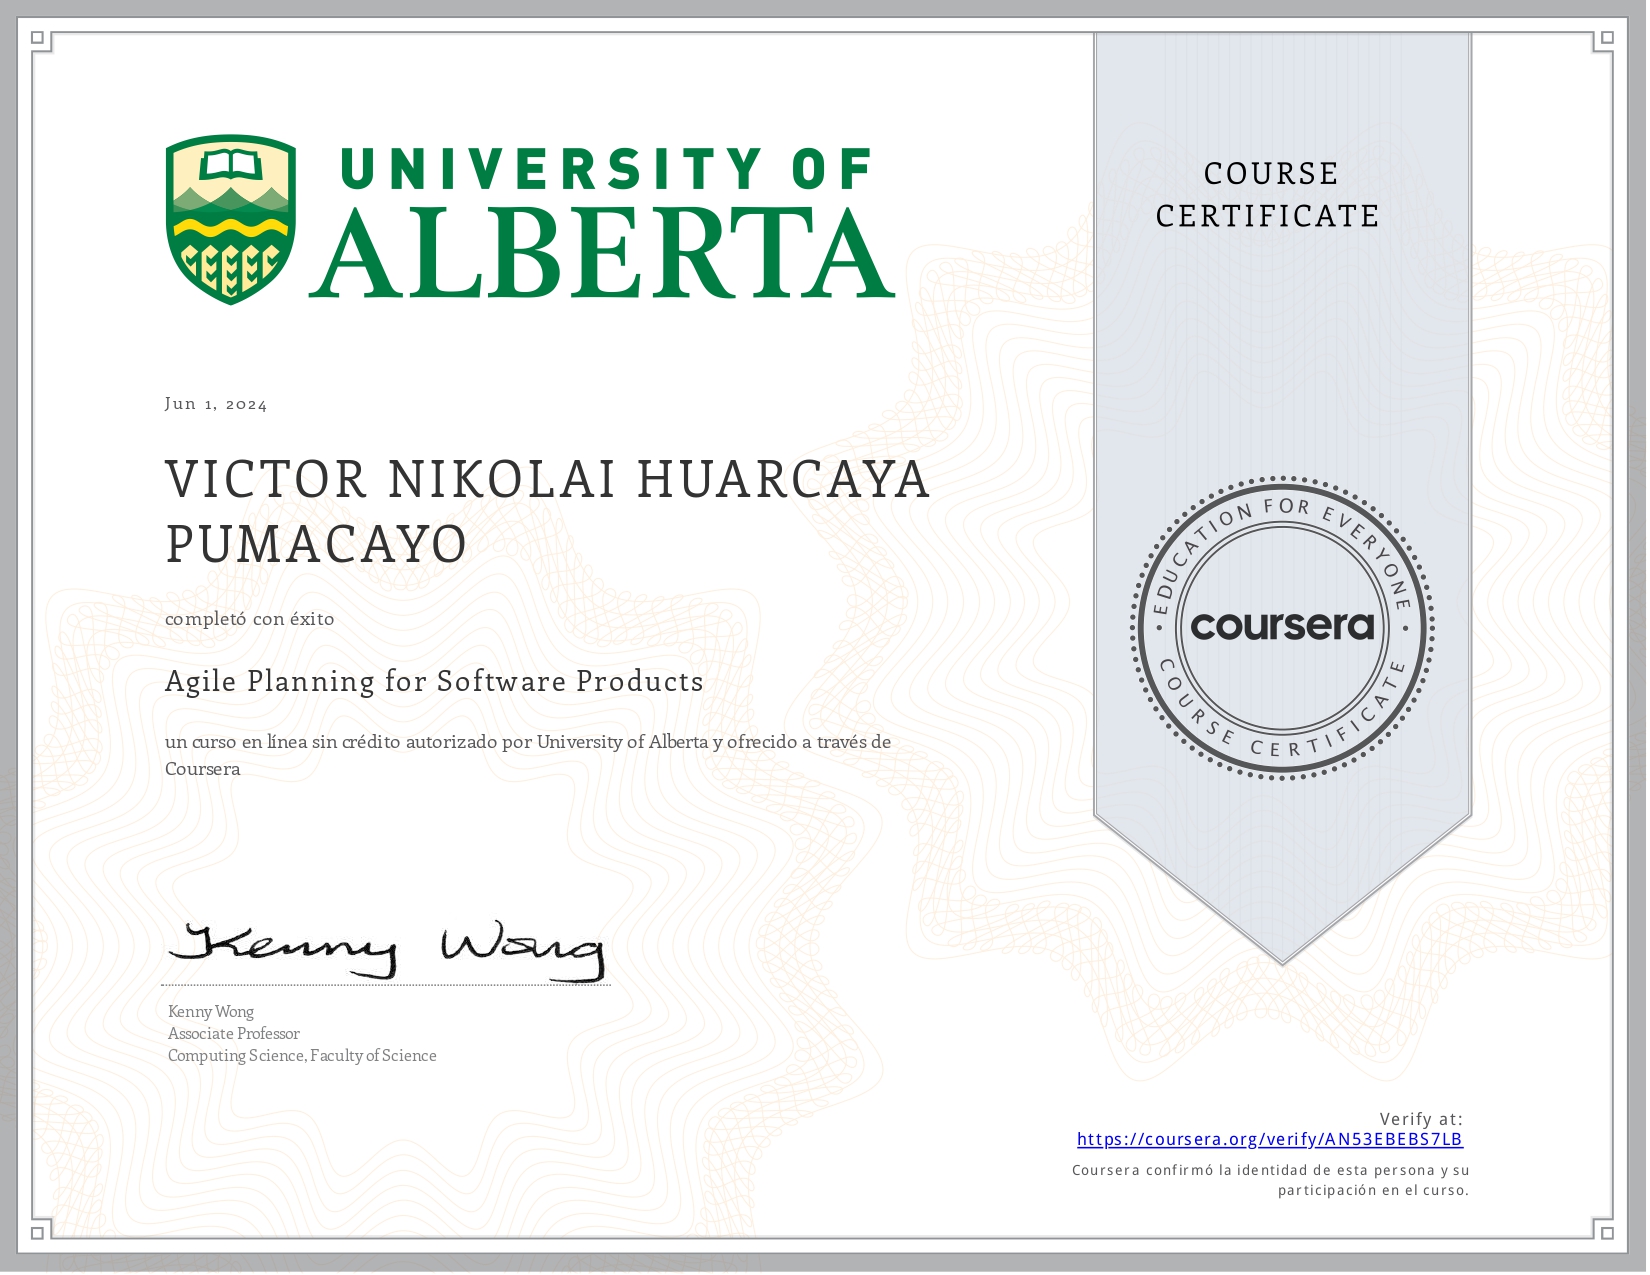 UNIVERSITY OF
ALBERTA
COURSE
CERTIFICATE
Jun 1, 2024
VICTOR NIKOLAI HUARCAYA
PUMACAYO
completó con éxito
Agile Planning for Software Products
un curso en línea sin crédito autorizado por University of Alberta y ofrecido a través de
Coursera
EDUCATION FOR EVERYONE
coursera
COURSE CERTIFICATE
Kenny Wong
Kenny Wong
Associate Professor
Computing Science, Faculty of Science
Verify at:
https://coursera.org/verify/AN53EBEBS7LB
Coursera confirmó la identidad de esta persona y su
participación en el curso.